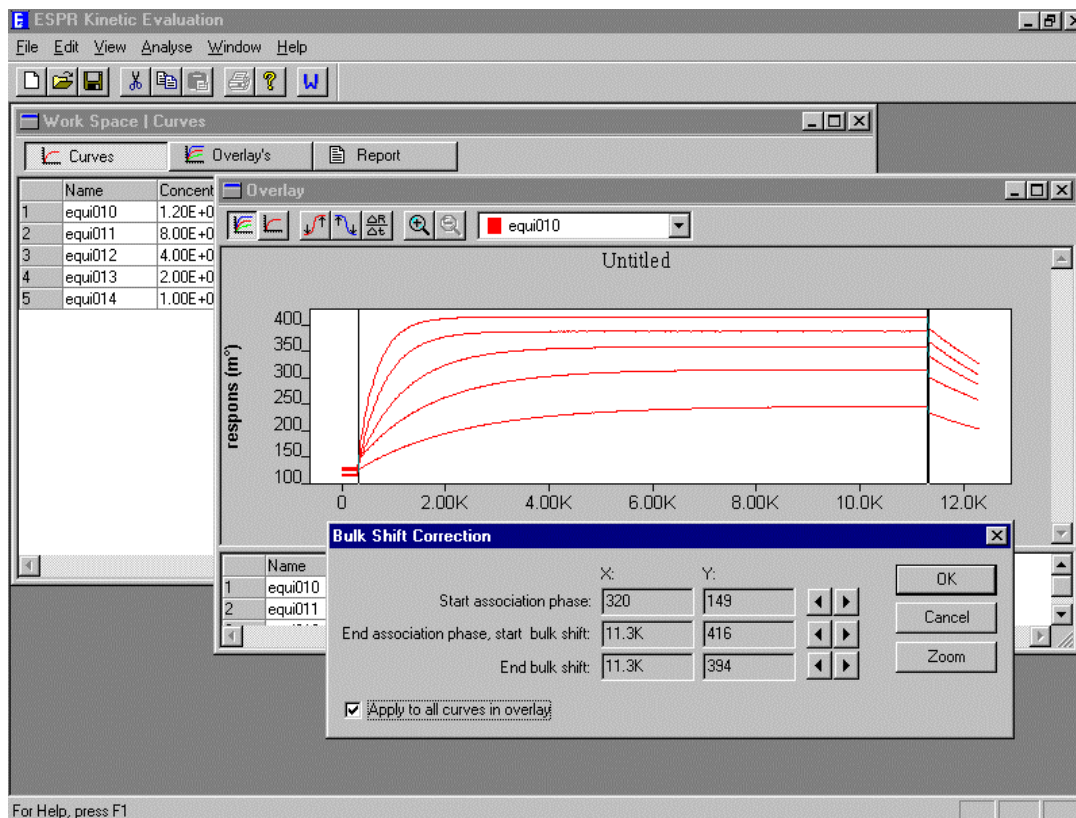 ESPR Kinetic Evaluation
File Edit View Analyse Window Help
Work Space | Curves
Curves Overlay's Report
Name Concent
1 equi010 1.20E+0
2 equi011 8.00E+0
3 equi012 4.00E+0
4 equi013 2.00E+0
5 equi014 1.00E+0
Overlay
ΔR
Δt
equi010
Untitled
respons (m°)
400
350
300
250
200
150
100
0 2.00K 4.00K 6.00K 8.00K 10.0K 12.0K
Name
1 equi010
2 equi011
Bulk Shift Correction
X: Y:
Start association phase: 320 149
End association phase, start bulk shift: 11.3K 416
End bulk shift: 11.3K 394
Apply to all curves in overlay
OK
Cancel
Zoom
For Help, press F1